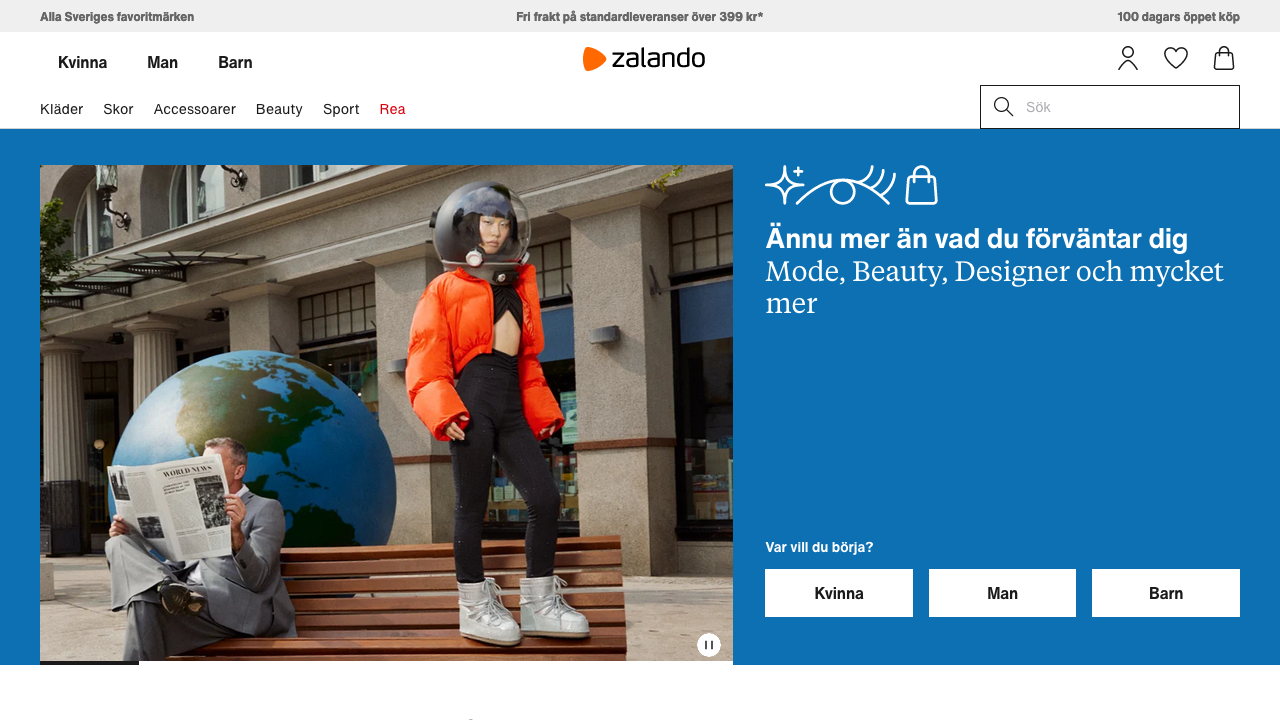 Alla Sveriges favoritmärken
Fri frakt på standardleveranser över 399 kr*
100 dagars öppet köp
Kvinna
Man
Barn
zalando
Kläder
Skor
Accessoarer
Beauty
Sport
Rea
Sök
WORLD NEWS
Ännu mer än vad du förväntar dig
Mode, Beauty, Designer och mycket
mer
Var vill du börja?
Kvinna
Man
Barn